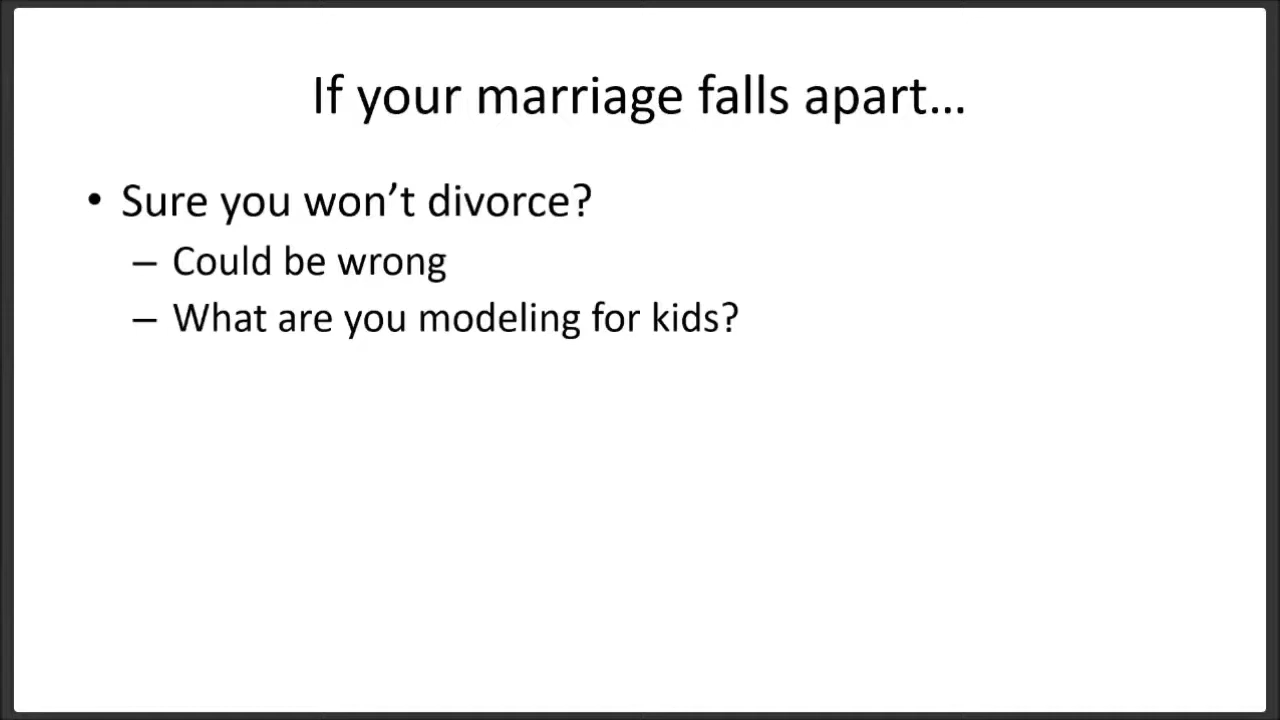 If your marriage falls apart…
• Sure you won’t divorce?
– Could be wrong
– What are you modeling for kids?